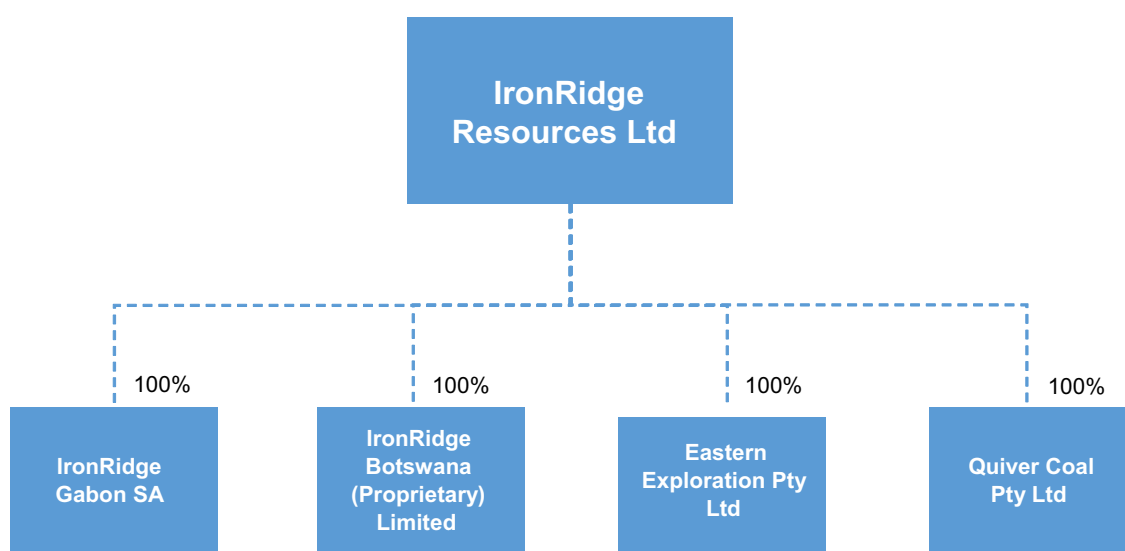 IronRidge
Resources Ltd
100%
100%
100%
100%
IronRidge
Gabon SA
IronRidge
Botswana
(Proprietary)
Limited
Eastern
Exploration Pty
Ltd
Quiver Coal
Pty Ltd